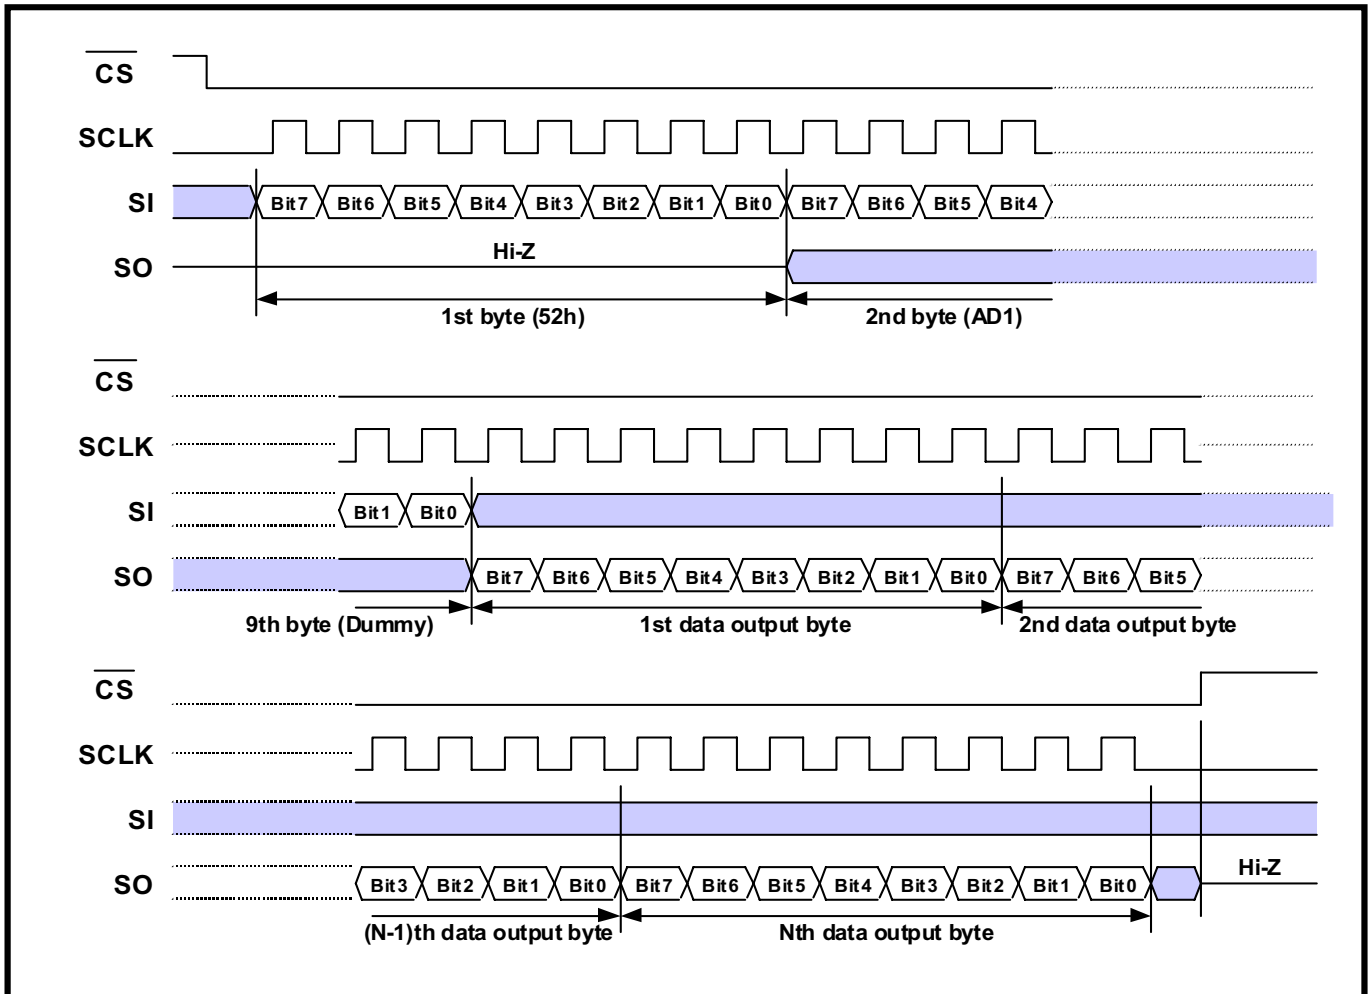 CS
SCLK
SI Bit7 Bit6 Bit5 Bit4 Bit3 Bit2 Bit1 Bit0 Bit7 Bit6 Bit5 Bit4
Hi-Z
SO
1st byte (52h) 2nd byte (AD1)
CS
SCLK
SI Bit1 Bit0
SO Bit7 Bit6 Bit5 Bit4 Bit3 Bit2 Bit1 Bit0 Bit7 Bit6 Bit5
9th byte (Dummy) 1st data output byte 2nd data output byte
CS
SCLK
SI
SO Bit3 Bit2 Bit1 Bit0 Bit7 Bit6 Bit5 Bit4 Bit3 Bit2 Bit1 Bit0 Hi-Z
(N-1)th data output byte Nth data output byte